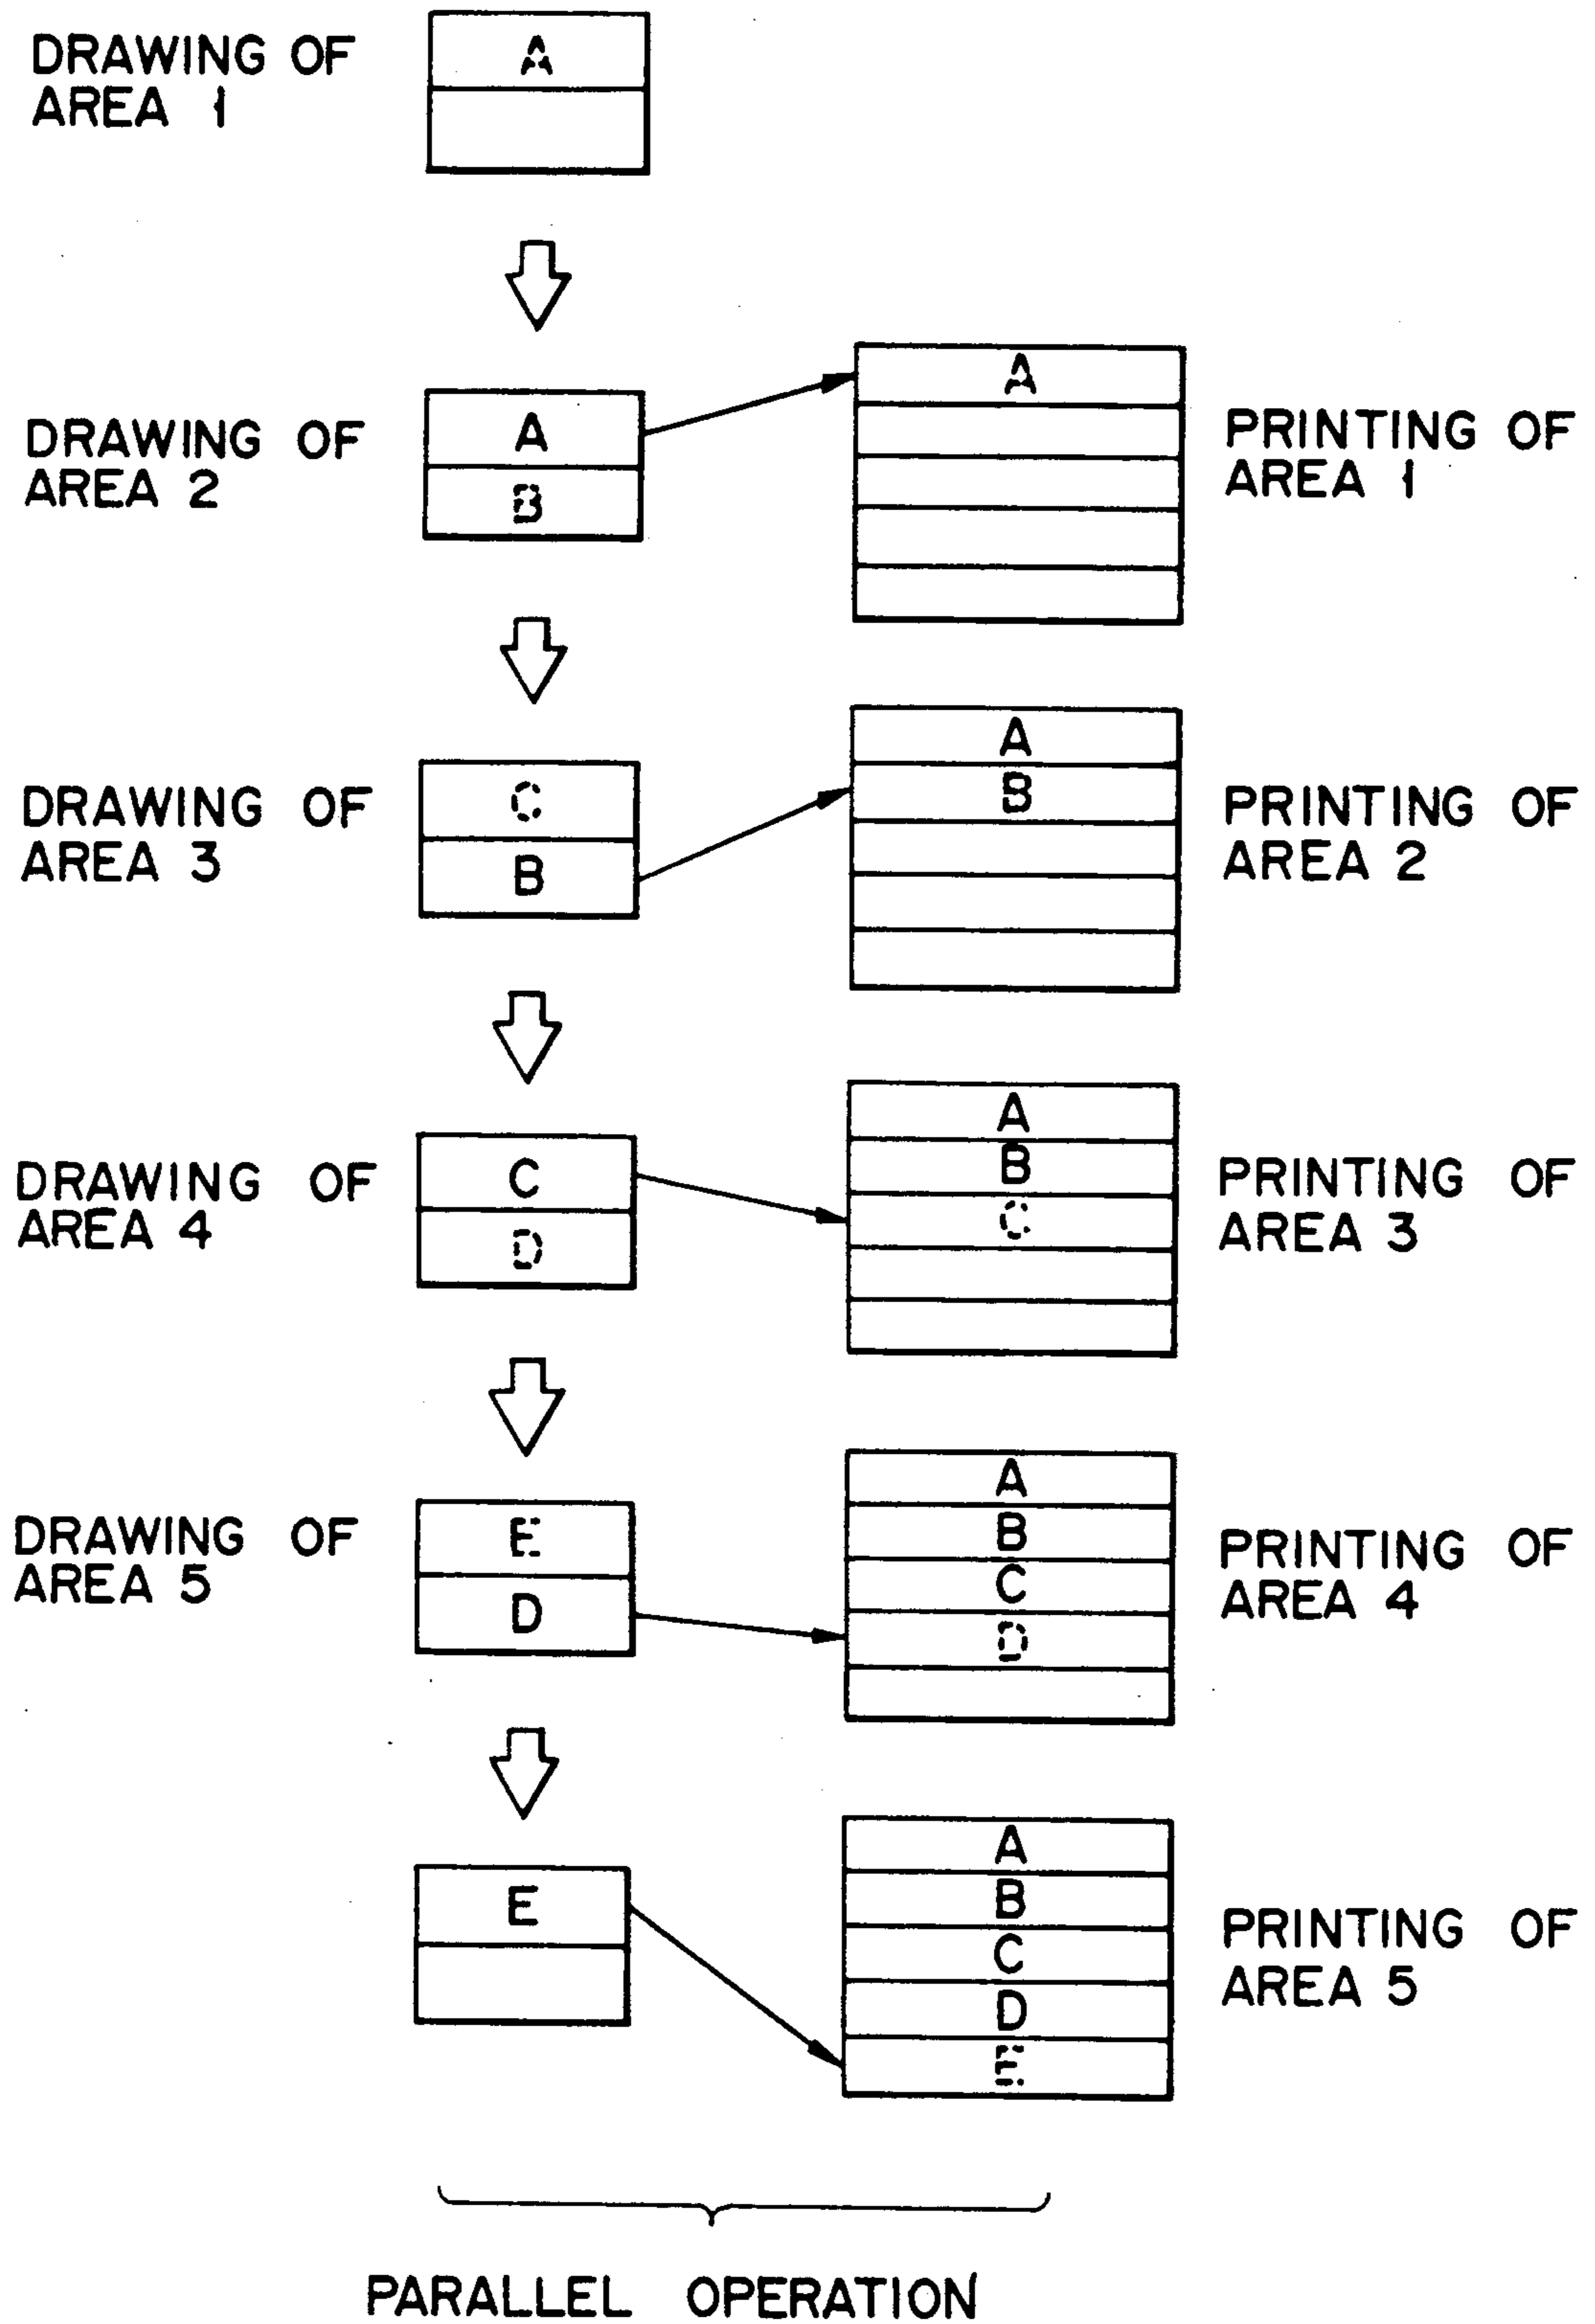 DRAWING OF
AREA 1
A
DRAWING OF
AREA 2
A
B
A
PRINTING OF
AREA 1
DRAWING OF
AREA 3
C
B
A
B
PRINTING OF
AREA 2
DRAWING OF
AREA 4
C
D
A
B
C
PRINTING OF
AREA 3
DRAWING OF
AREA 5
E
D
A
B
C
D
PRINTING OF
AREA 4
E
A
B
C
D
E
PRINTING OF
AREA 5
PARALLEL OPERATION